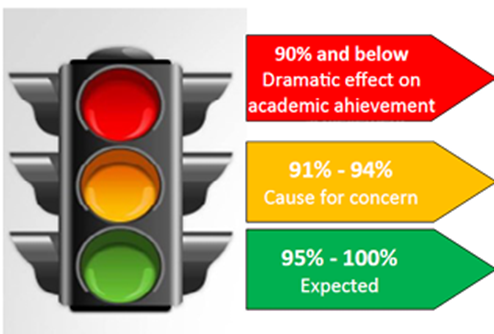 90% and below
Dramatic effect on
academic ahievement
91% - 94%
Cause for concern
95% - 100%
Expected